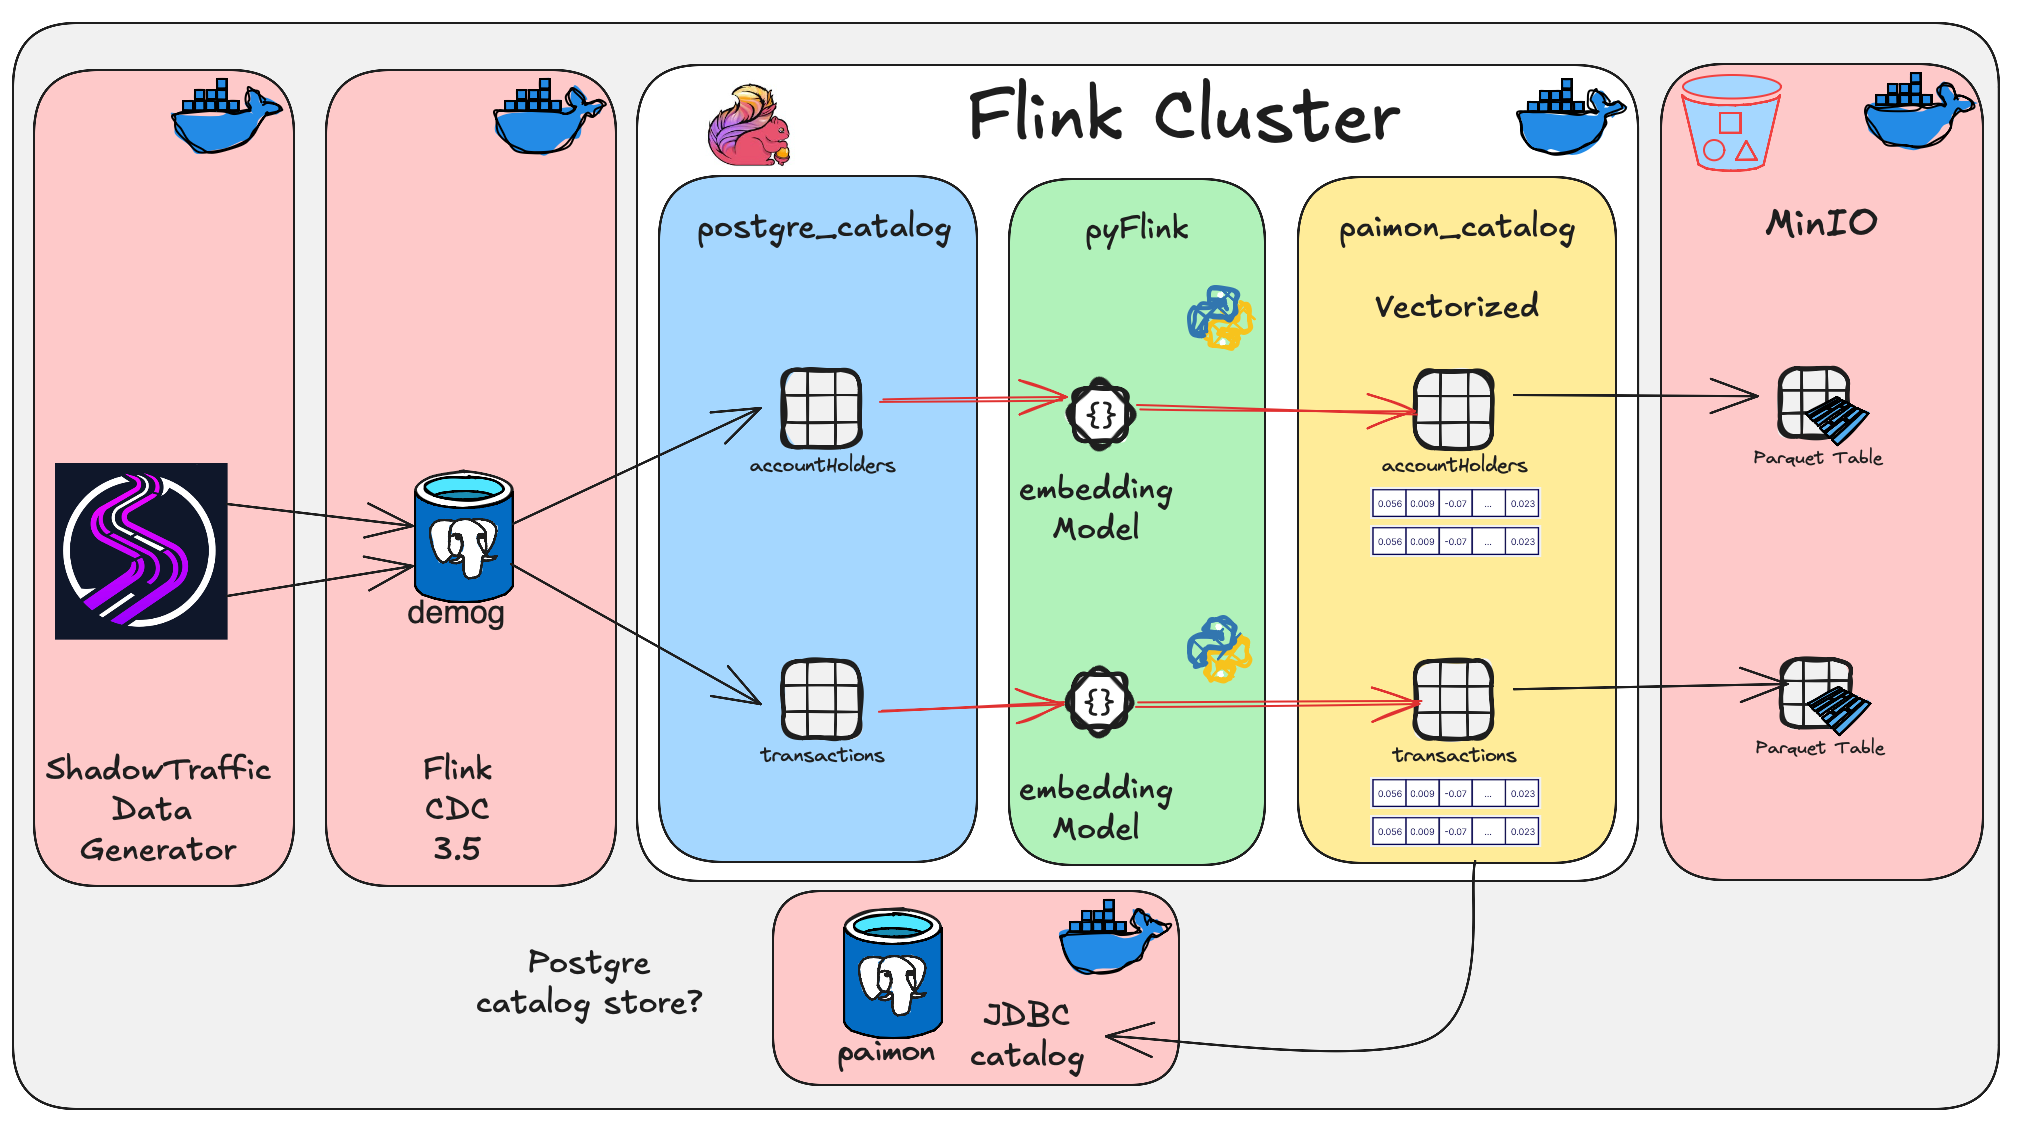 Flink Cluster
postgre_catalog
pyFlink
paimon_catalog
MinIO
Vectorized
accountHolders
embedding
Model
accountHolders
0.056 0.009 -0.07 ... 0.023
0.056 0.009 -0.07 ... 0.023
Parquet Table
demog
transactions
embedding
Model
transactions
0.056 0.009 -0.07 ... 0.023
0.056 0.009 -0.07 ... 0.023
Parquet Table
ShadowTraffic
Data
Generator
Flink
CDC
3.5
Postgre
catalog store?
paimon
JDBC
catalog